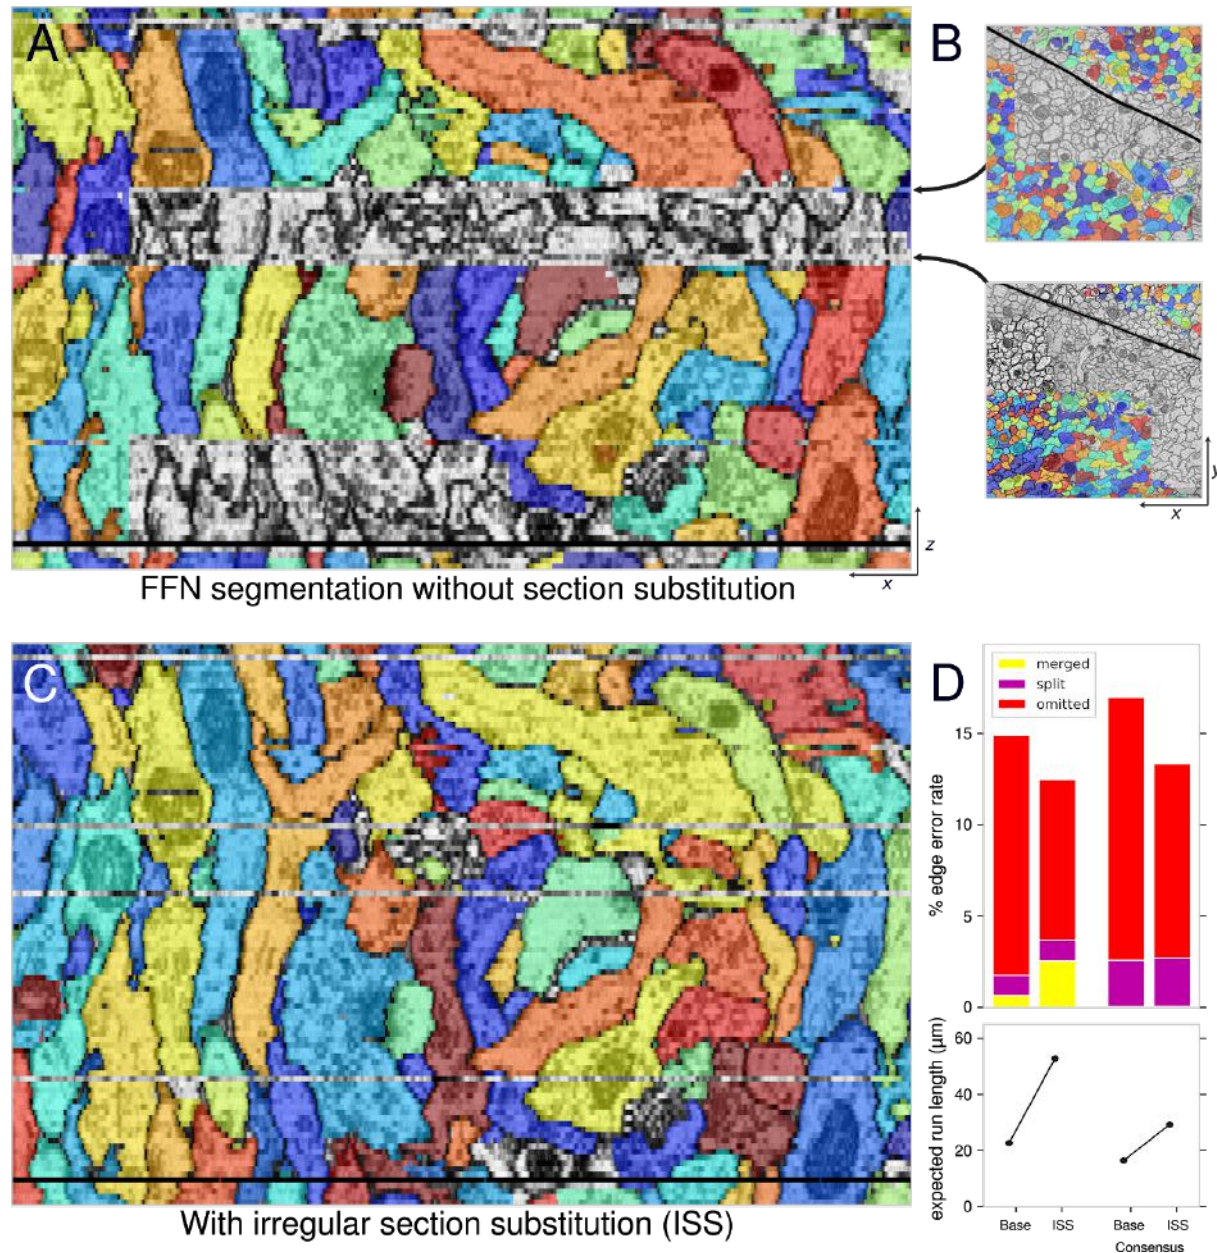 A
B
y
x
z
x
FFN segmentation without section substitution
C
With irregular section substitution (ISS)
D
merged
split
omitted
15
10
5
0
% edge error rate
60
40
20
0
expected run length (µm)
Base ISS Base ISS
Consensus